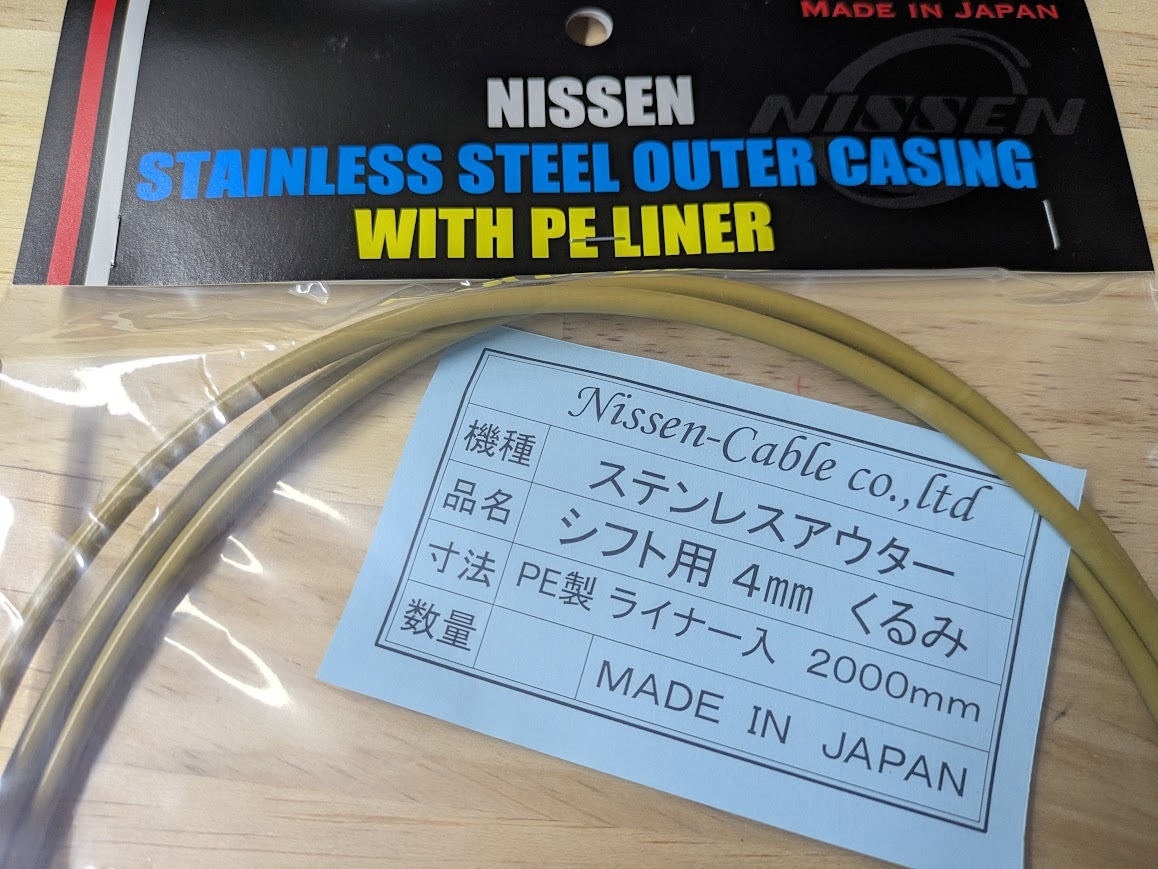 MADE IN JAPAN
NISSEN
NISSEN
STAINLESS STEEL OUTER CASING
WITH PE LINER
Nissen-Cable co.,ltd
機種 ステンレスアウター
品名 シフト用 4㎜ くるみ
寸法 PE製 ライナー入 2000mm
数量 MADE IN JAPAN